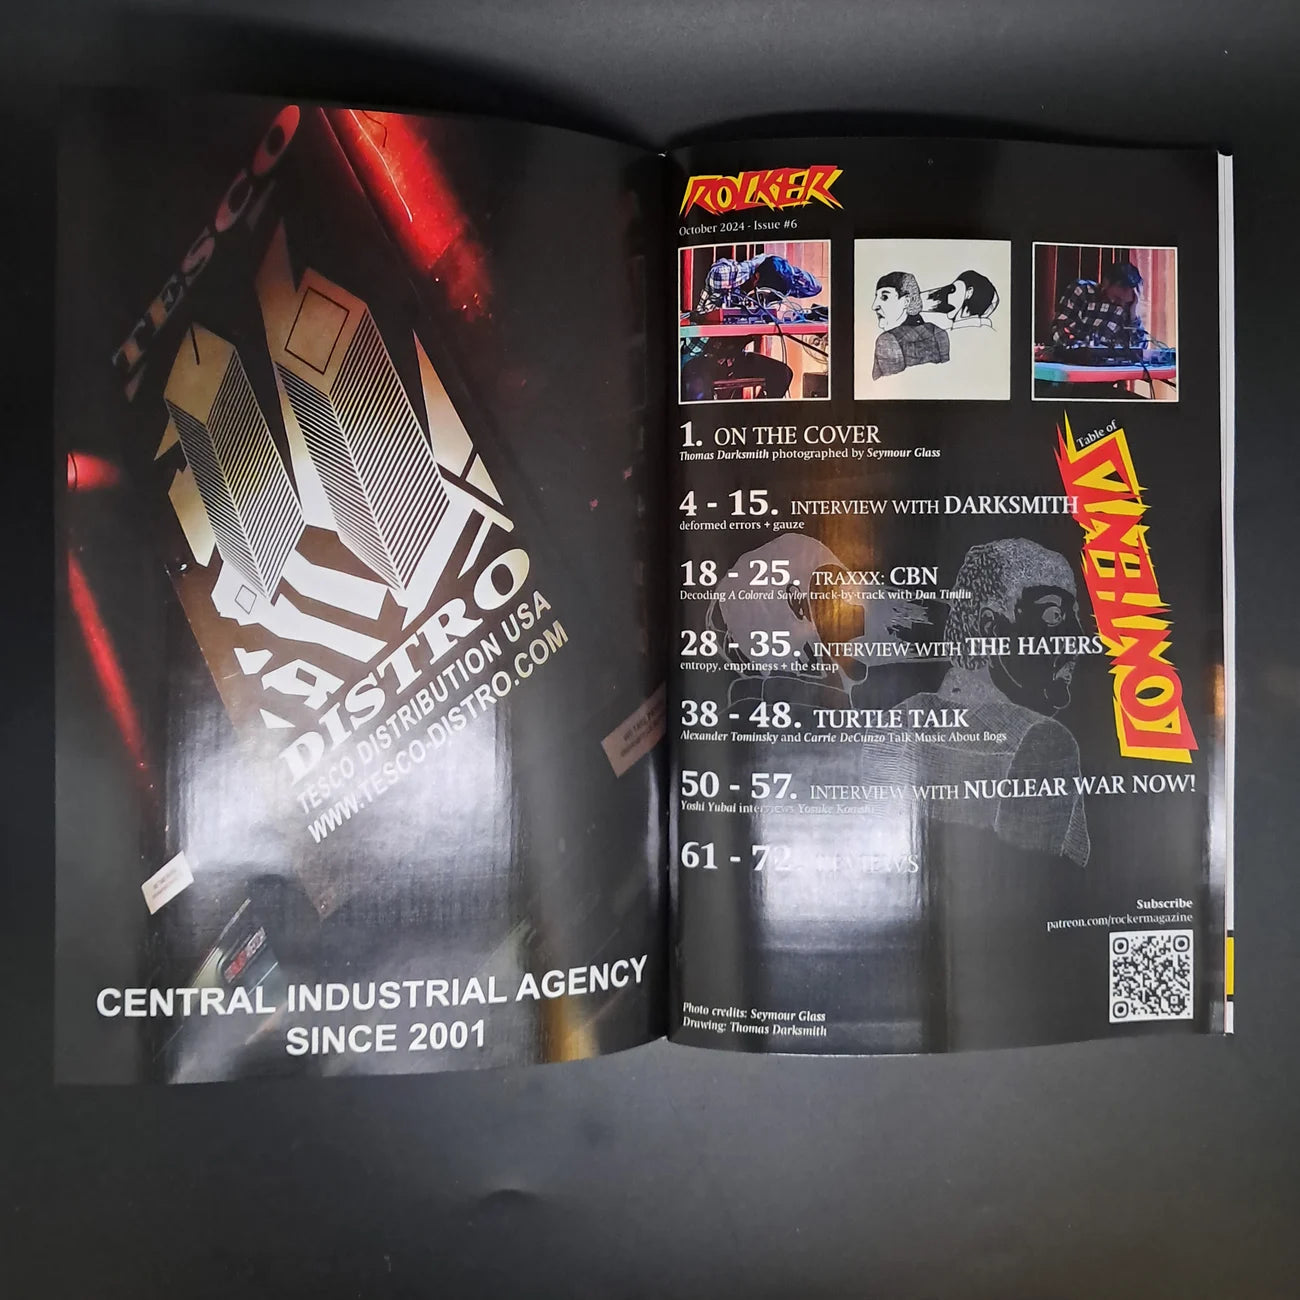 TESCO
DISTRO
TESCO DISTRIBUTION USA
WWW.TESCO-DISTRO.COM
CENTRAL INDUSTRIAL AGENCY
SINCE 2001
ROCKER
October 2024 - Issue #6
Table of
CONTENTS
1. ON THE COVER
Thomas Darksmith photographed by Seymour Glass
4 - 15. INTERVIEW WITH DARKSMITH
deformed errors + gauze
18 - 25. TRAXXX: CBN
Decoding A Colored Savior track-by-track with Dan Timlin
28 - 35. INTERVIEW WITH THE HATERS
entropy, emptiness + the strap
38 - 48. TURTLE TALK
Alexander Tominsky and Carrie DeCunzo Talk Music About Bogs
50 - 57. INTERVIEW WITH NUCLEAR WAR NOW!
Yoshi Yubai interviews Yosuke Konishi
61 - 72. REVIEWS
Subscribe
patreon.com/rockermagazine
Photo credits: Seymour Glass
Drawing: Thomas Darksmith